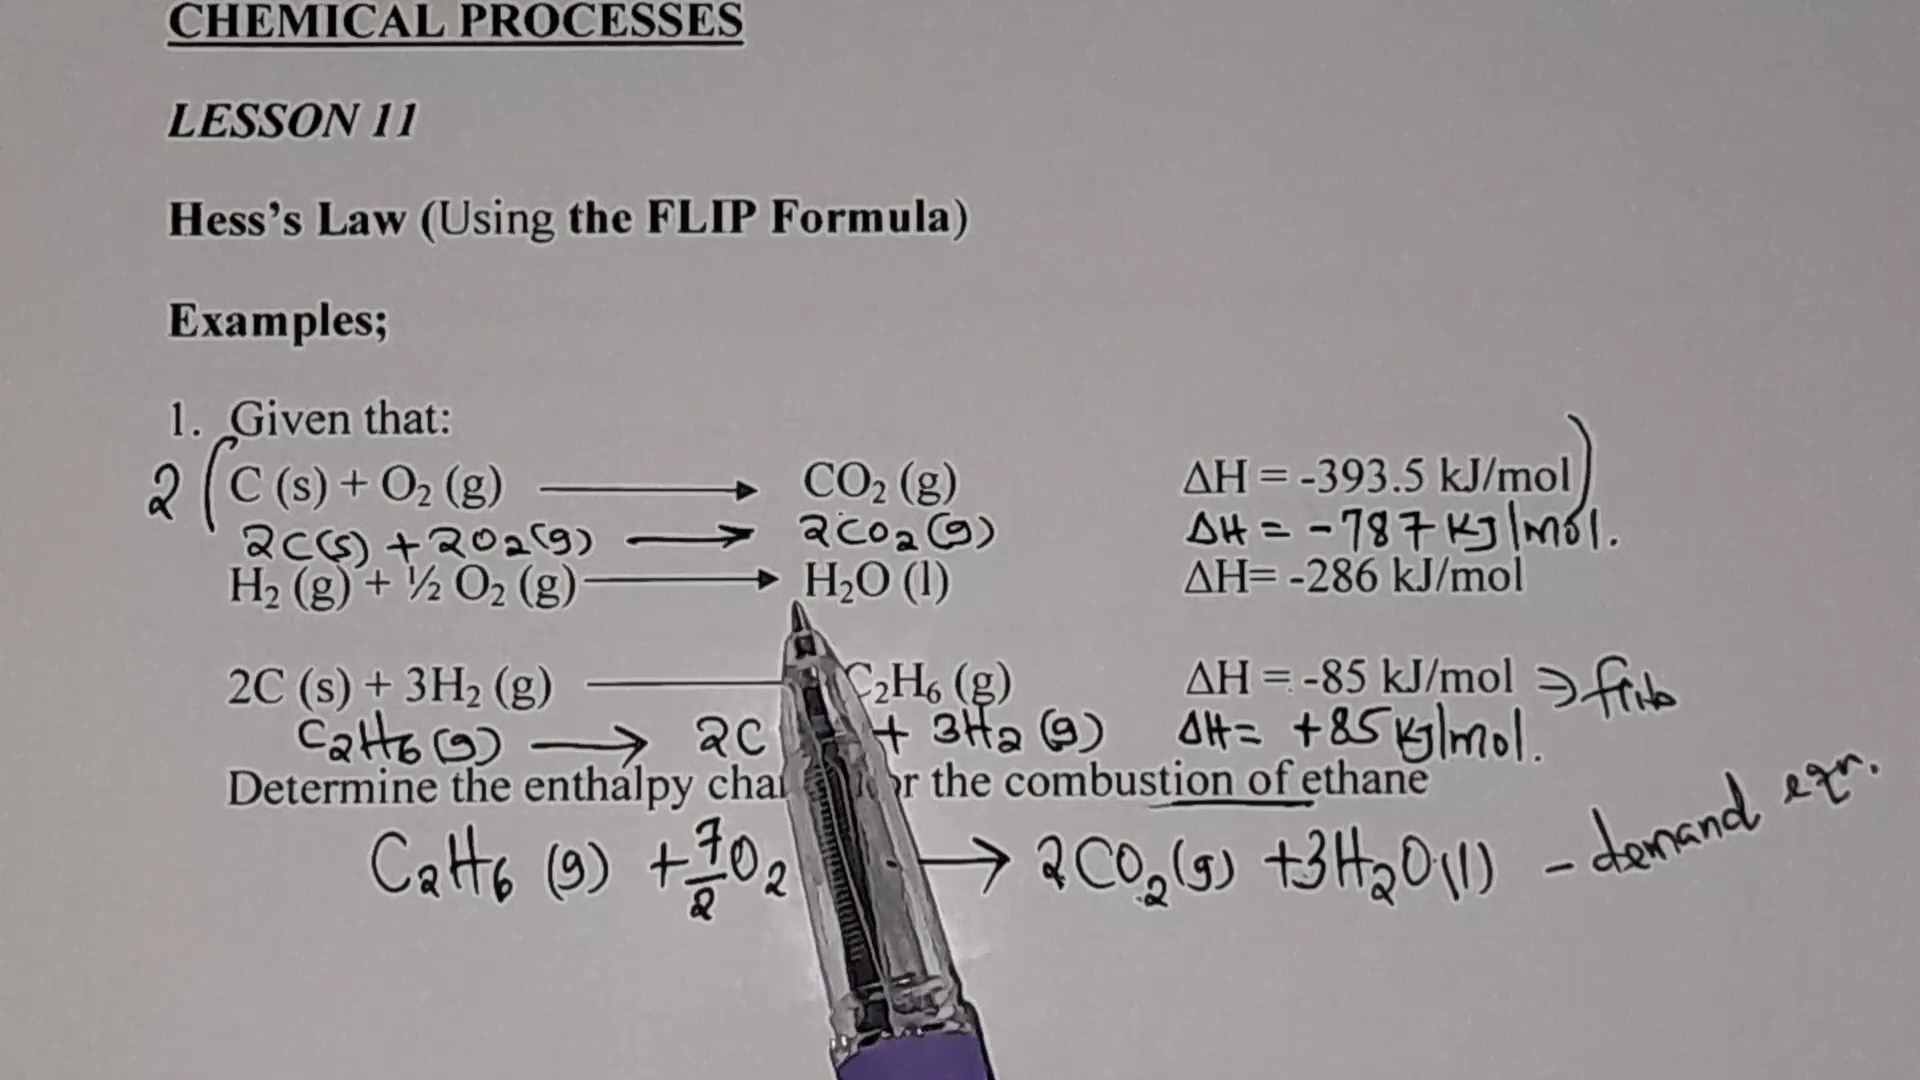 CHEMICAL PROCESSES
LESSON 11
Hess's Law (Using the FLIP Formula)
Examples;
1. Given that:
2 ( C (s) + O₂ (g) ⟶ CO₂ (g) ΔH = -393.5 kJ/mol )
2C(s) + 2O₂(g) ⟶ 2CO₂(g) ΔH = -787 KJ/mol.
H₂ (g) + ½ O₂ (g) ⟶ H₂O (l) ΔH= -286 kJ/mol
2C (s) + 3H₂ (g) C₂H₆ (g) ΔH = -85 kJ/mol ⇒
C₂H₆(g) ⟶ 2C + 3H₂(g) ΔH= +85 KJ/mol.
Determine the enthalpy the combustion of ethane
C₂H₆ (g) + 7/2 O₂ ⟶ 2CO₂(g) + 3H₂O(l) - demand eqn.